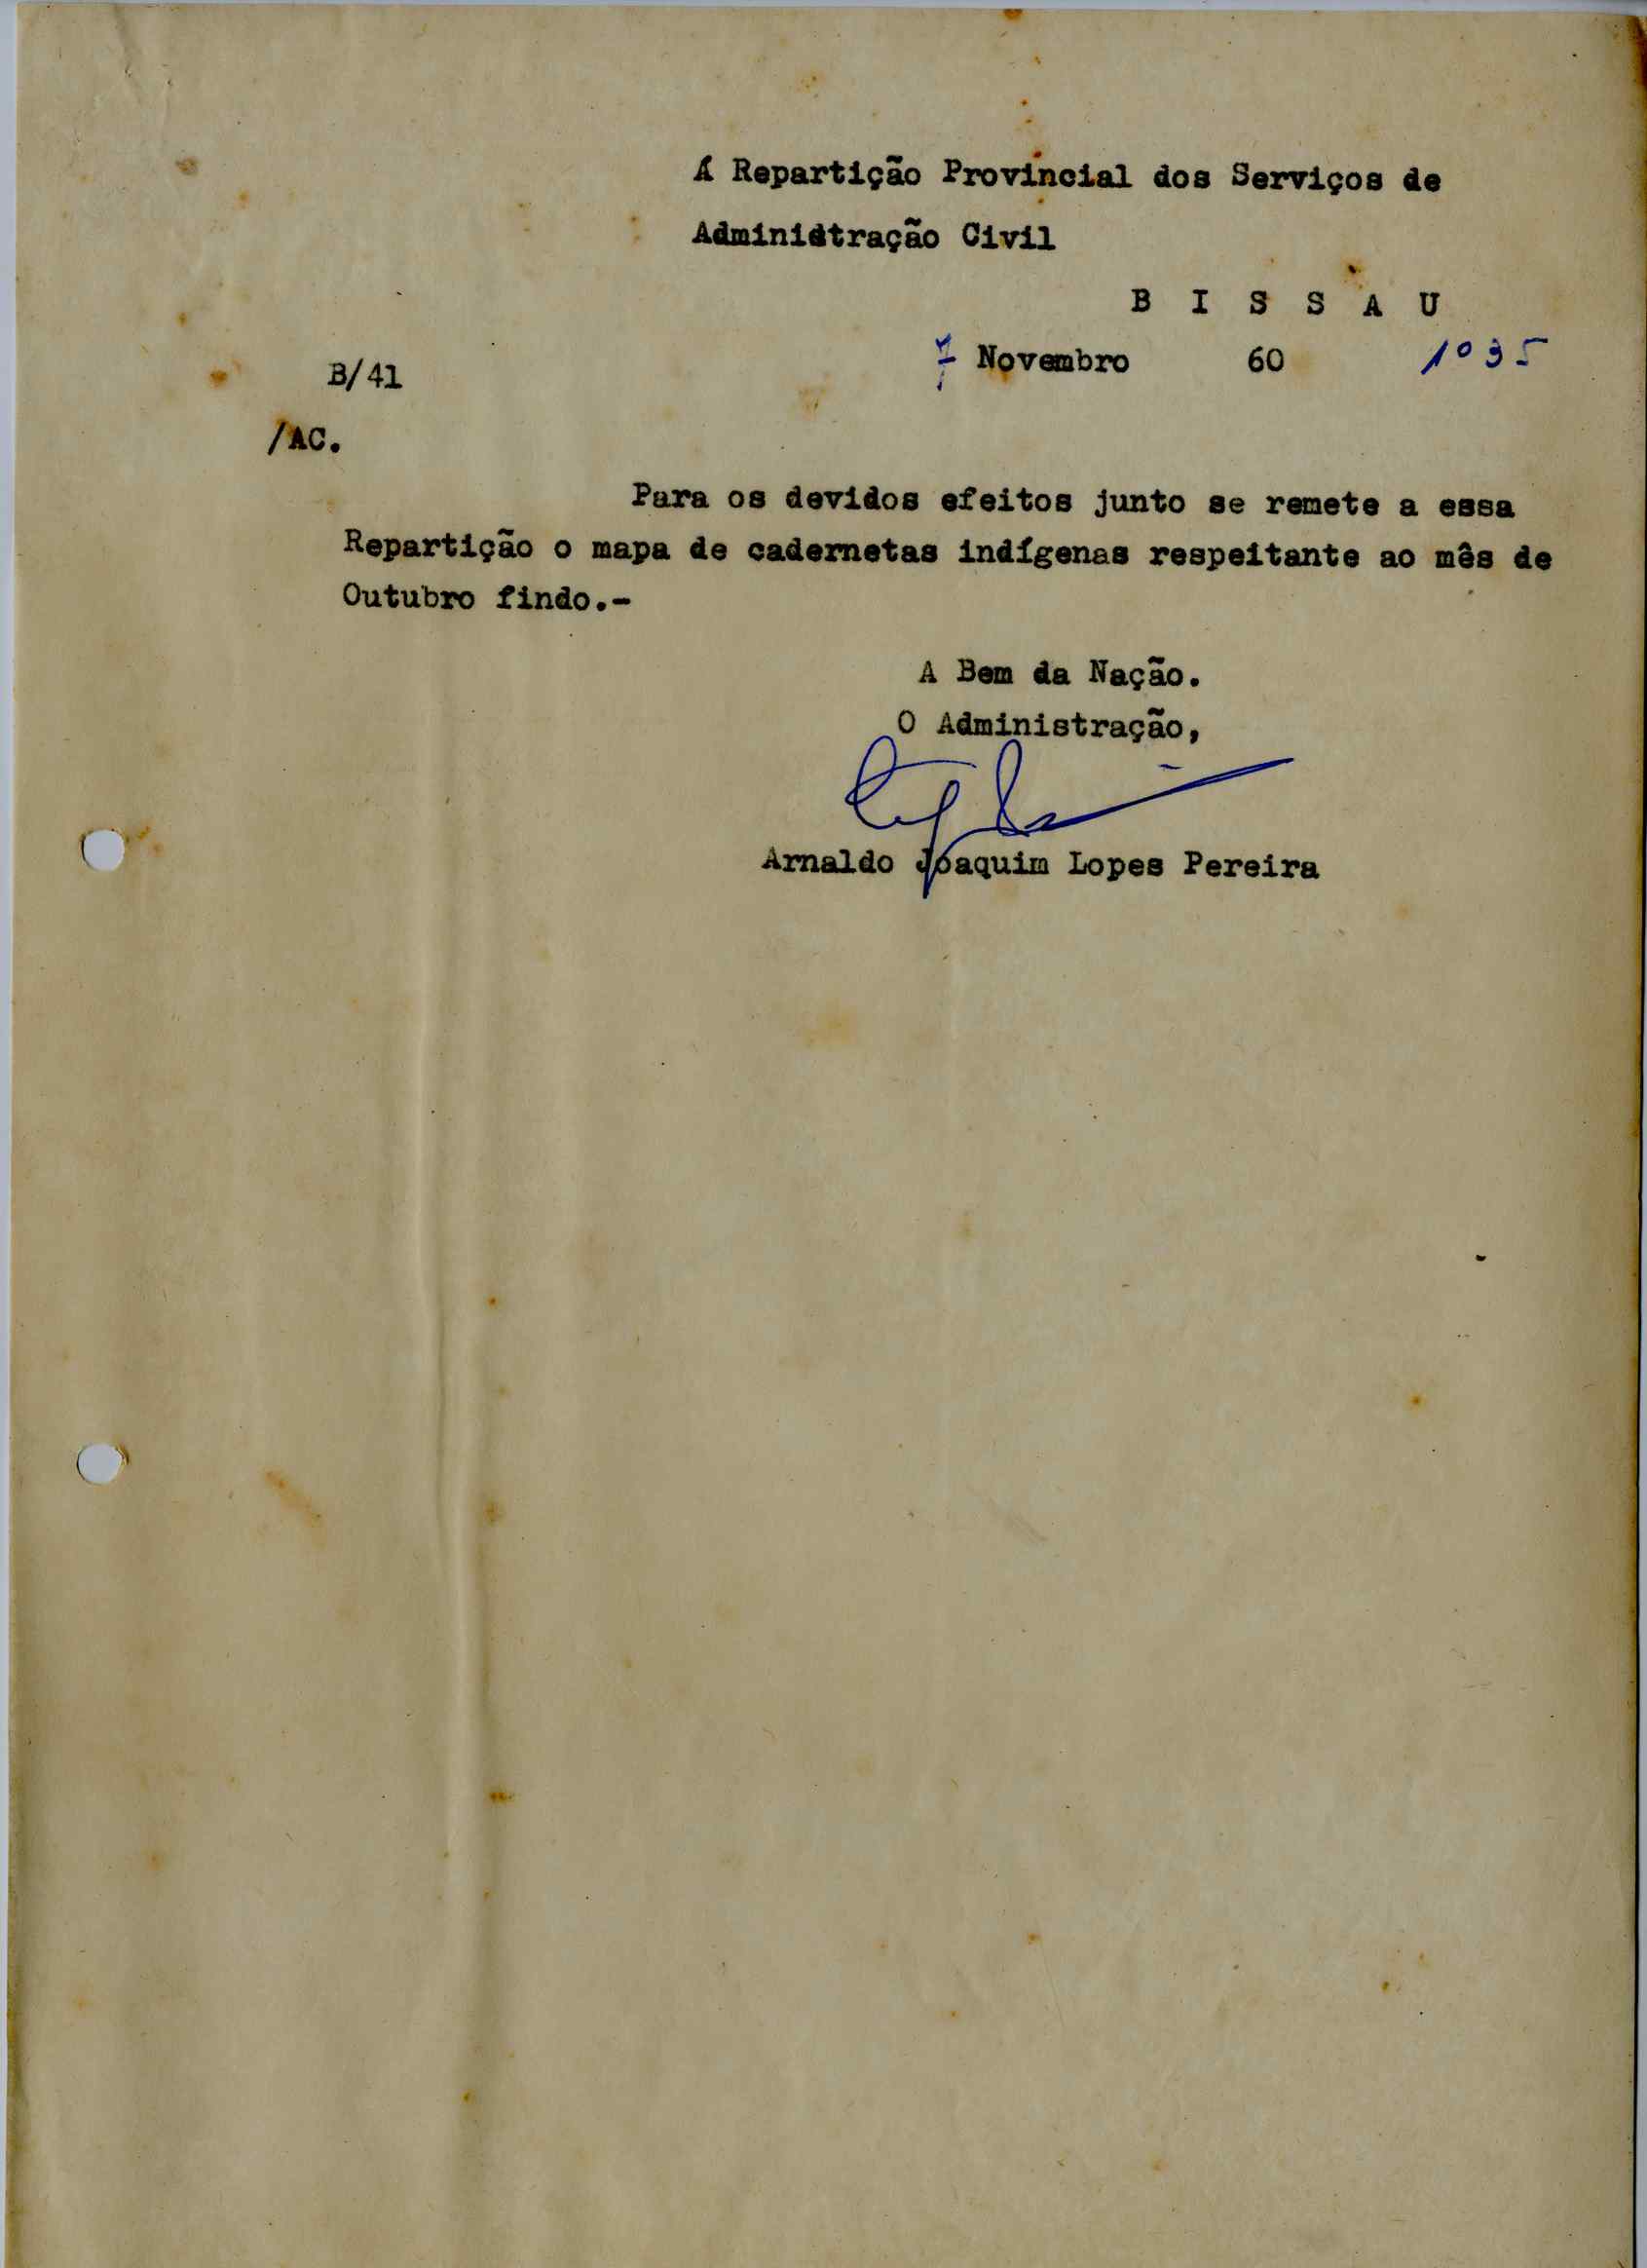 Á Repartição Provincial dos Serviços de
Adminidtração Civil
B I S S A U
7 Novembro 60 1035
B/41
/AC.
Para os devidos efeitos junto se remete a essa
Repartição o mapa de cadernetas indígenas respeitante ao mês de
Outubro findo.-
A Bem da Nação.
O Administração,
Arnaldo Joaquim Lopes Pereira